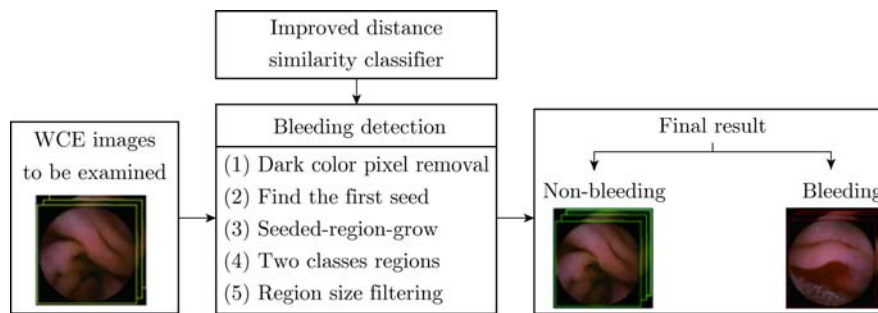 Improved distance
similarity classifier
WCE images
to be examined
Bleeding detection
(1) Dark color pixel removal
(2) Find the first seed
(3) Seeded-region-grow
(4) Two classes regions
(5) Region size filtering
Final result
Non-bleeding
Bleeding